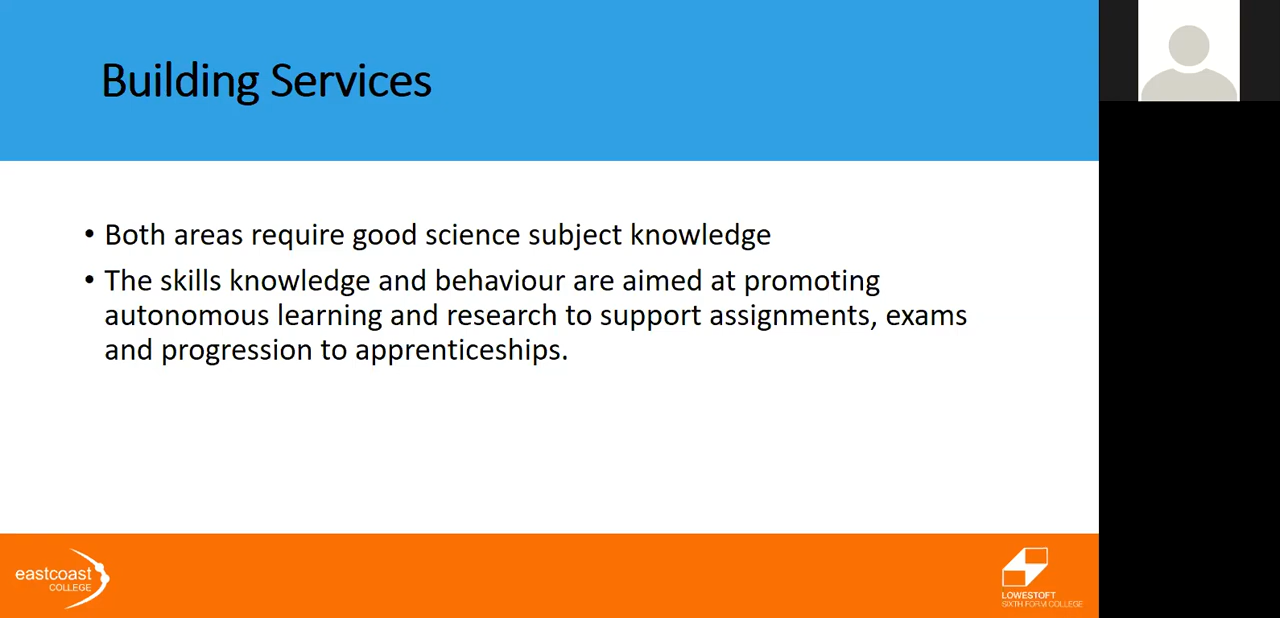 Building Services
• Both areas require good science subject knowledge
• The skills knowledge and behaviour are aimed at promoting
autonomous learning and research to support assignments, exams
and progression to apprenticeships.
eastcoast
COLLEGE
LOWESTOFT
SIXTH FORM COLLEGE